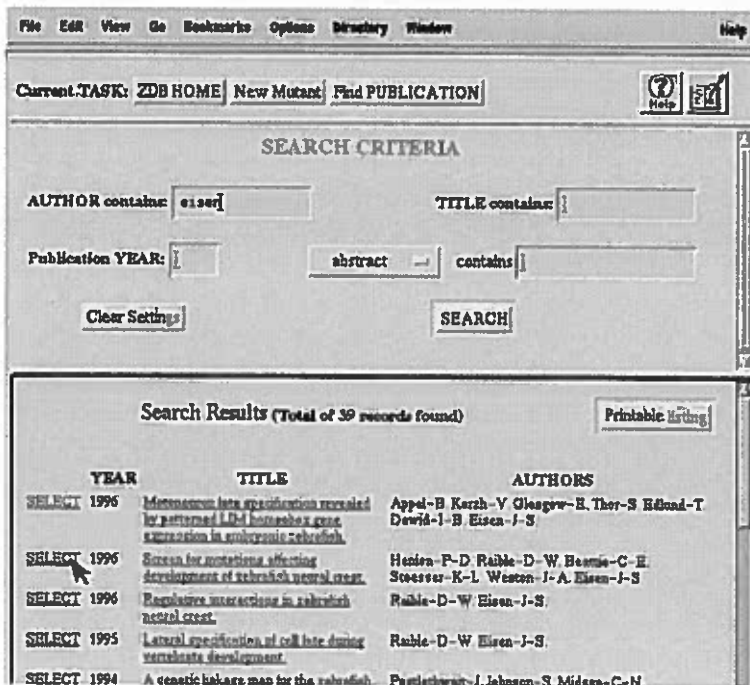 File Edit View Go Bookmarks Options Directory Window Help
Current TASK: ZDB HOME New Mutant Find PUBLICATION Help
SEARCH CRITERIA
AUTHOR contains: eisen TITLE contains:
Publication YEAR: abstract contains
Clear Settings SEARCH
Search Results (Total of 39 records found) Printable listing
YEAR TITLE AUTHORS
SELECT 1996 Motoneuron fate specification revealed Appel-B Korzh-V Glasgow-E Thor-S Edlund-T
by patterned LIM homeobox gene Dawid-I-B Eisen-J-S.
expression in embryonic zebrafish.
SELECT 1996 Screen for mutations affecting Henion-P-D Raible-D-W Beattie-C-E
development of zebrafish neural crest. Stoesser-K-L Weston-J-A Eisen-J-S
SELECT 1996 Regulative interactions in zebrafish Raible-D-W Eisen-J-S.
neural crest.
SELECT 1995 Lateral specification of cell fate during Raible-D-W Eisen-J-S.
vertebrate development.
SELECT 1994 A genetic linkage map for the zebrafish Postlethwait-J Johnson-S Midson-C-N